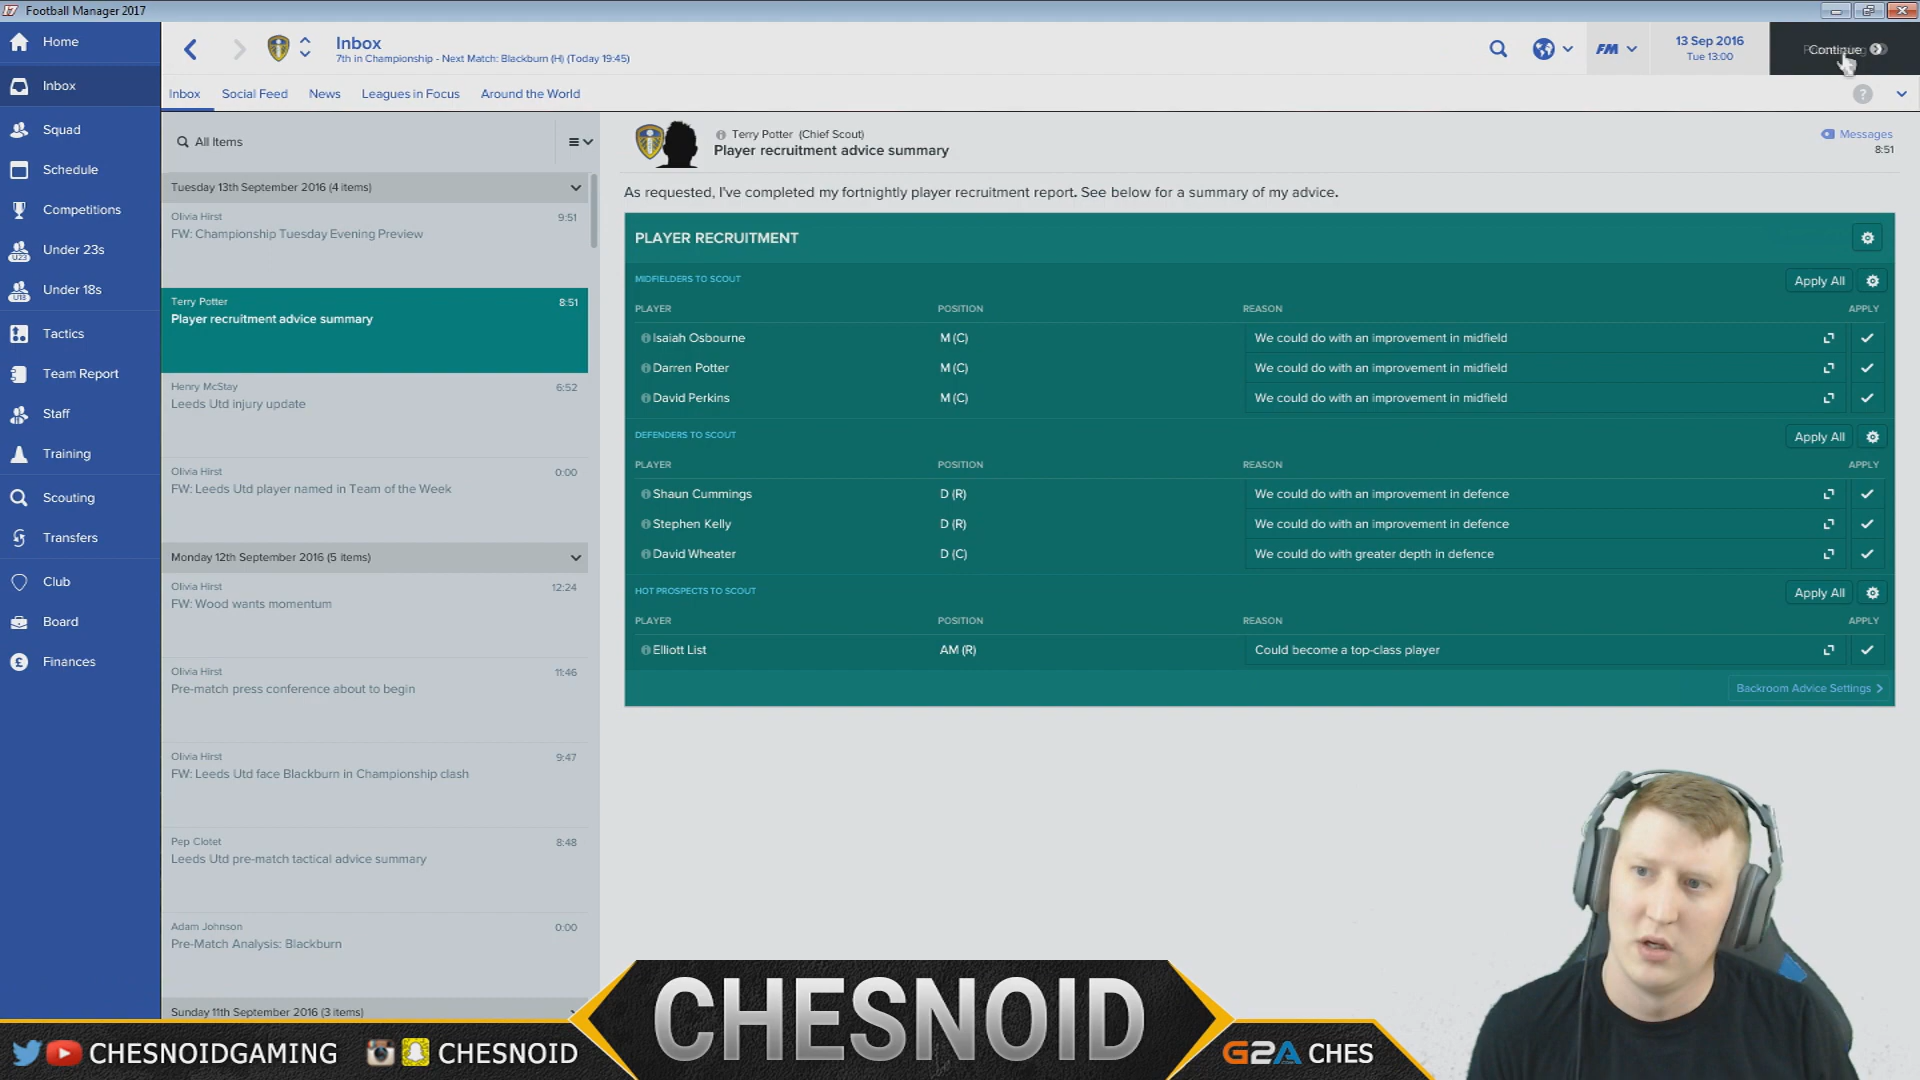 Football Manager 2017
Home
Inbox
Squad
Schedule
Competitions
Under 23s
Under 18s
Tactics
Team Report
Staff
Training
Scouting
Transfers
Club
Board
Finances
Inbox
7th in Championship - Next Match: Blackburn (H) (Today 19:45)
FM
13 Sep 2016
Tue 13:00
Continue
Inbox Social Feed News Leagues in Focus Around the World
All Items
Tuesday 13th September 2016 (4 items)
Olivia Hirst 9:51
FW: Championship Tuesday Evening Preview
Terry Potter 8:51
Player recruitment advice summary
Henry McStay 6:52
Leeds Utd injury update
Olivia Hirst 0:00
FW: Leeds Utd player named in Team of the Week
Monday 12th September 2016 (5 items)
Olivia Hirst 12:24
FW: Wood wants momentum
Olivia Hirst 11:46
Pre-match press conference about to begin
Olivia Hirst 9:47
FW: Leeds Utd face Blackburn in Championship clash
Pep Clotet 8:48
Leeds Utd pre-match tactical advice summary
Adam Johnson 0:00
Pre-Match Analysis: Blackburn
Sunday 11th September 2016 (3 items)
Terry Potter (Chief Scout)
Player recruitment advice summary
Messages
8:51
As requested, I've completed my fortnightly player recruitment report. See below for a summary of my advice.
PLAYER RECRUITMENT
MIDFIELDERS TO SCOUT Apply All
PLAYER POSITION REASON APPLY
Isaiah Osbourne M (C) We could do with an improvement in midfield
Darren Potter M (C) We could do with an improvement in midfield
David Perkins M (C) We could do with an improvement in midfield
DEFENDERS TO SCOUT Apply All
PLAYER POSITION REASON APPLY
Shaun Cummings D (R) We could do with an improvement in defence
Stephen Kelly D (R) We could do with an improvement in defence
David Wheater D (C) We could do with greater depth in defence
HOT PROSPECTS TO SCOUT Apply All
PLAYER POSITION REASON APPLY
Elliott List AM (R) Could become a top-class player
Backroom Advice Settings
CHESNOIDGAMING CHESNOID
CHESNOID
G2A CHES